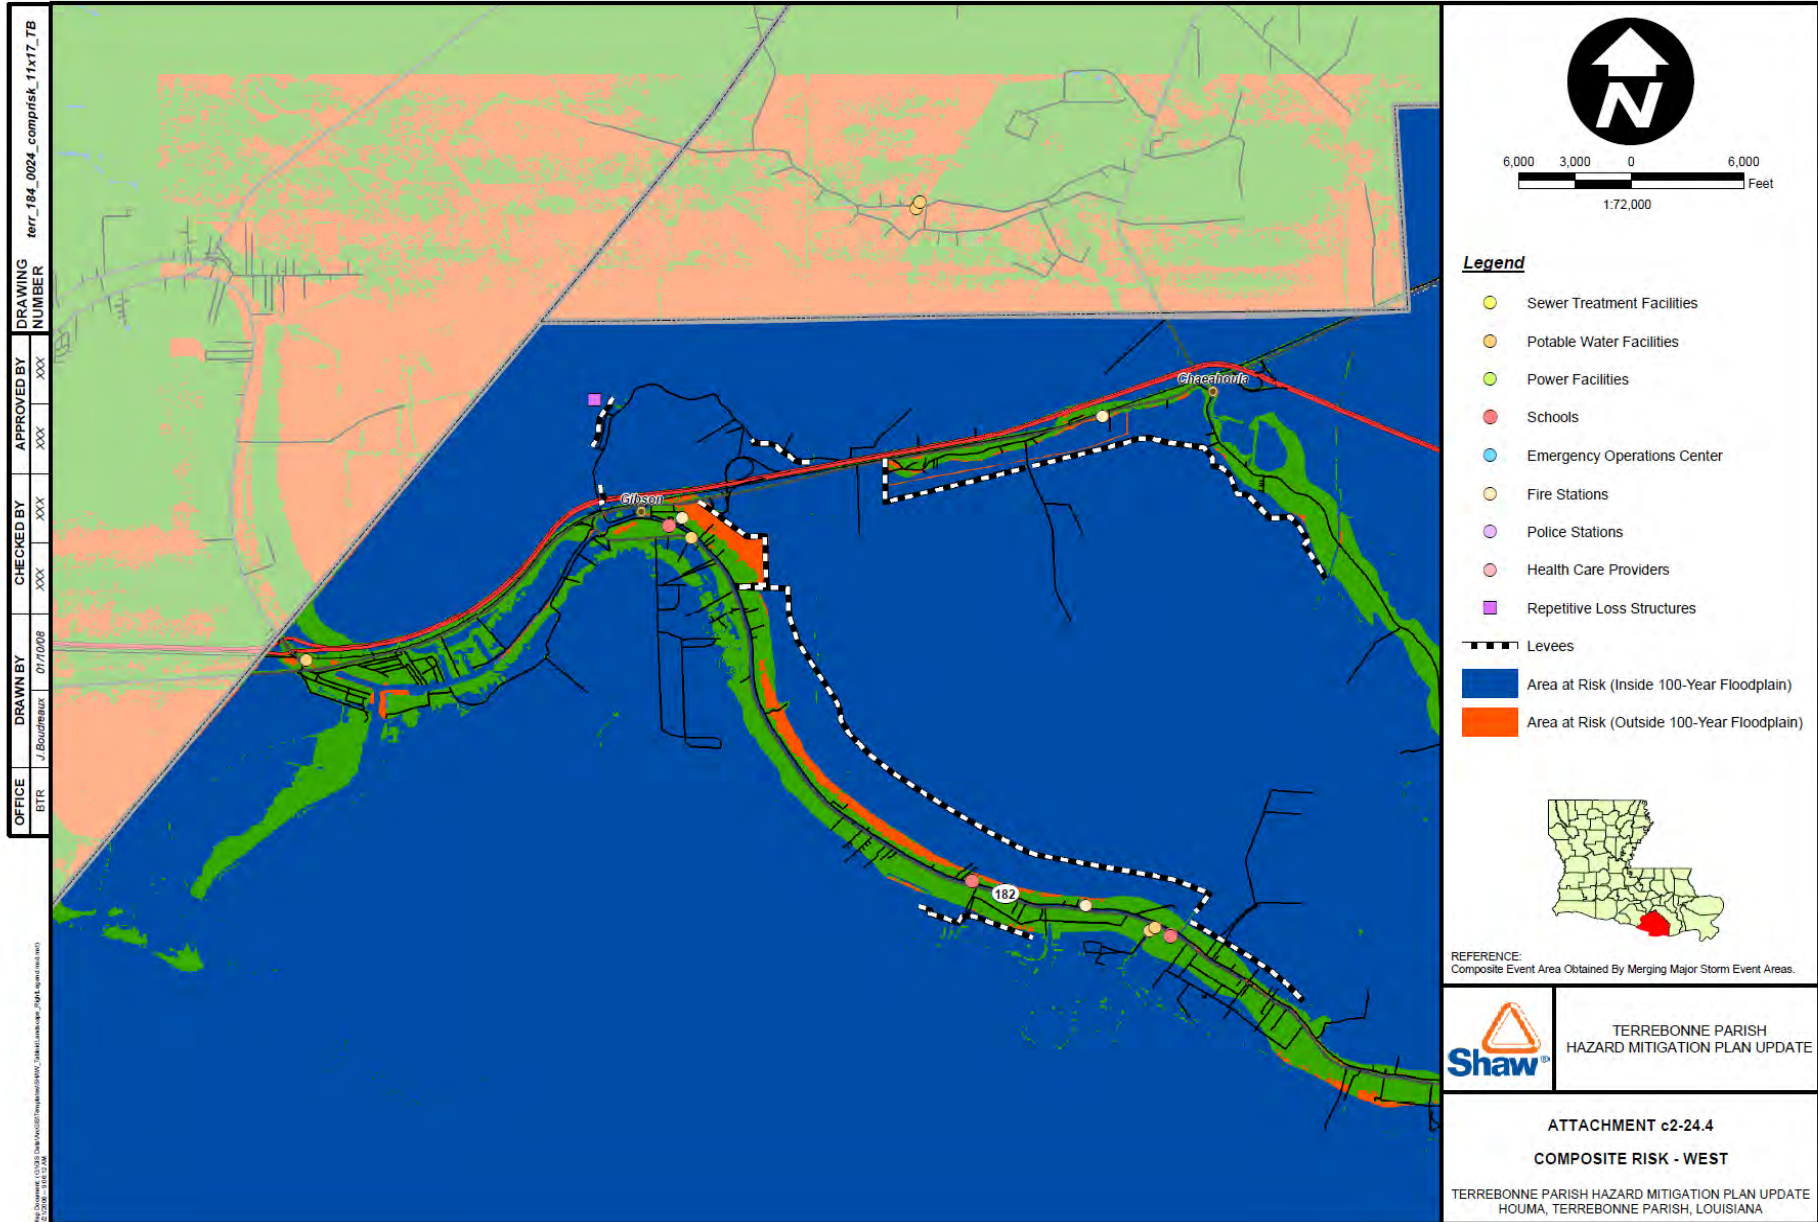 DRAWING NUMBER
terr_184_0024_comprisk_11x17_TB
APPROVED BY
XXX
XXX
CHECKED BY
XXX
XXX
DRAWN BY
01/10/08
J.Boudreaux
OFFICE
BTR
Chacahoula
Gibson
182
N
6,000 3,000 0 6,000
Feet
1:72,000
Legend
Sewer Treatment Facilities
Potable Water Facilities
Power Facilities
Schools
Emergency Operations Center
Fire Stations
Police Stations
Health Care Providers
Repetitive Loss Structures
Levees
Area at Risk (Inside 100-Year Floodplain)
Area at Risk (Outside 100-Year Floodplain)
REFERENCE:
Composite Event Area Obtained By Merging Major Storm Event Areas.
Shaw®
TERREBONNE PARISH
HAZARD MITIGATION PLAN UPDATE
ATTACHMENT c2-24.4
COMPOSITE RISK - WEST
TERREBONNE PARISH HAZARD MITIGATION PLAN UPDATE
HOUMA, TERREBONNE PARISH, LOUISIANA